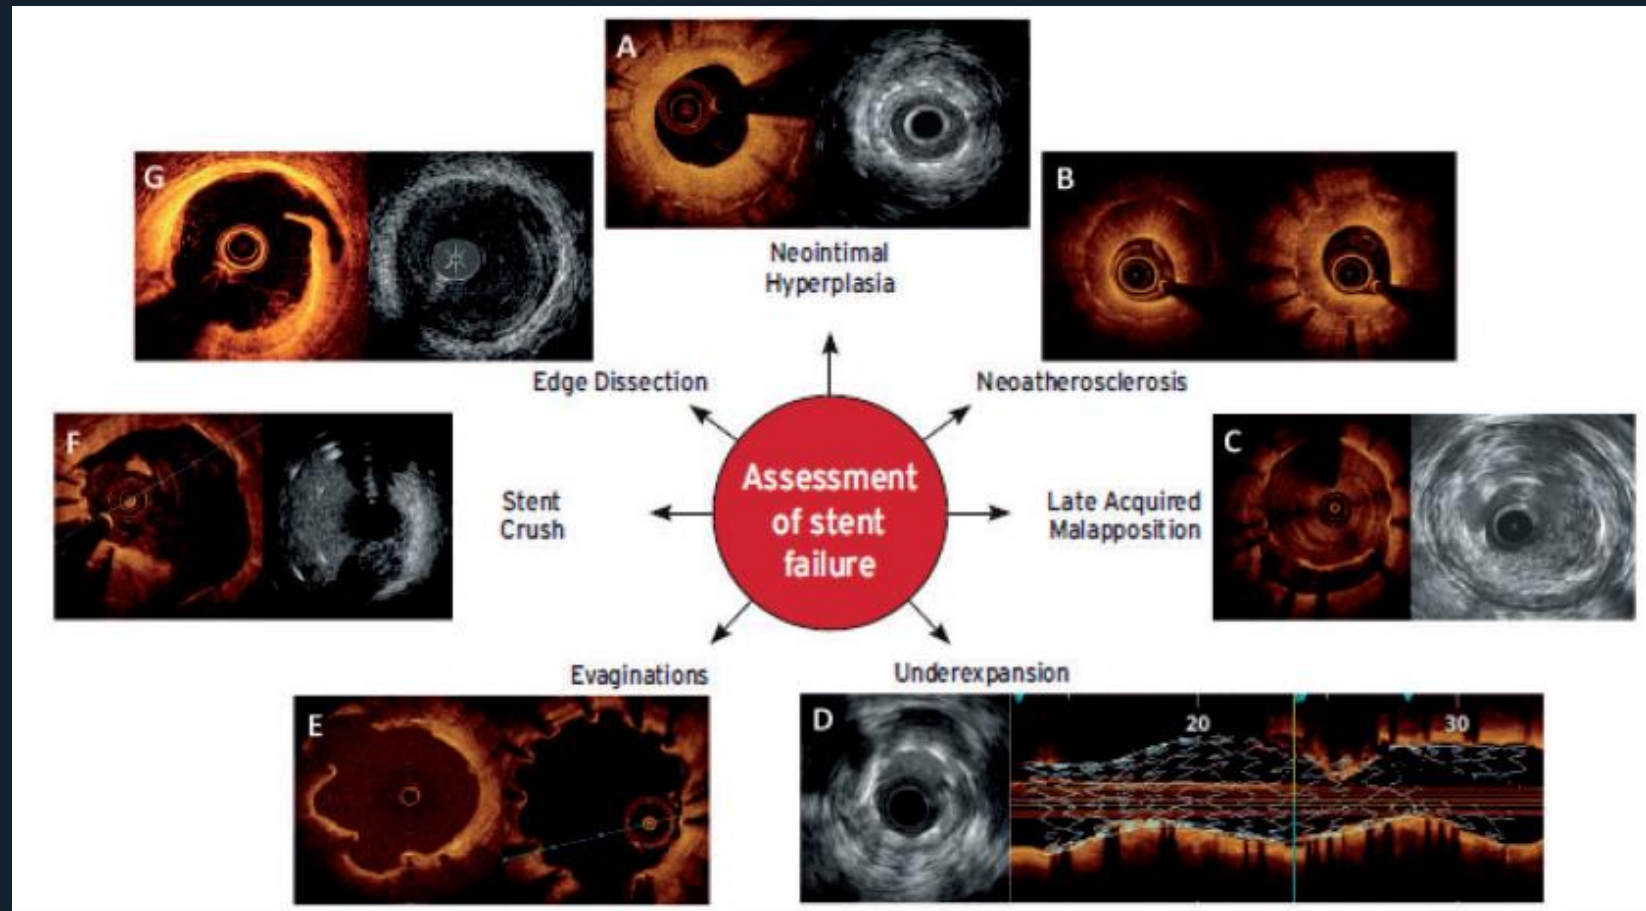 A
Neointimal
Hyperplasia
B
Neoatherosclerosis
C
Late Acquired
Malapposition
D
20
30
Underexpansion
E
Evaginations
F
Stent
Crush
G
Edge Dissection
Assessment
of stent
failure